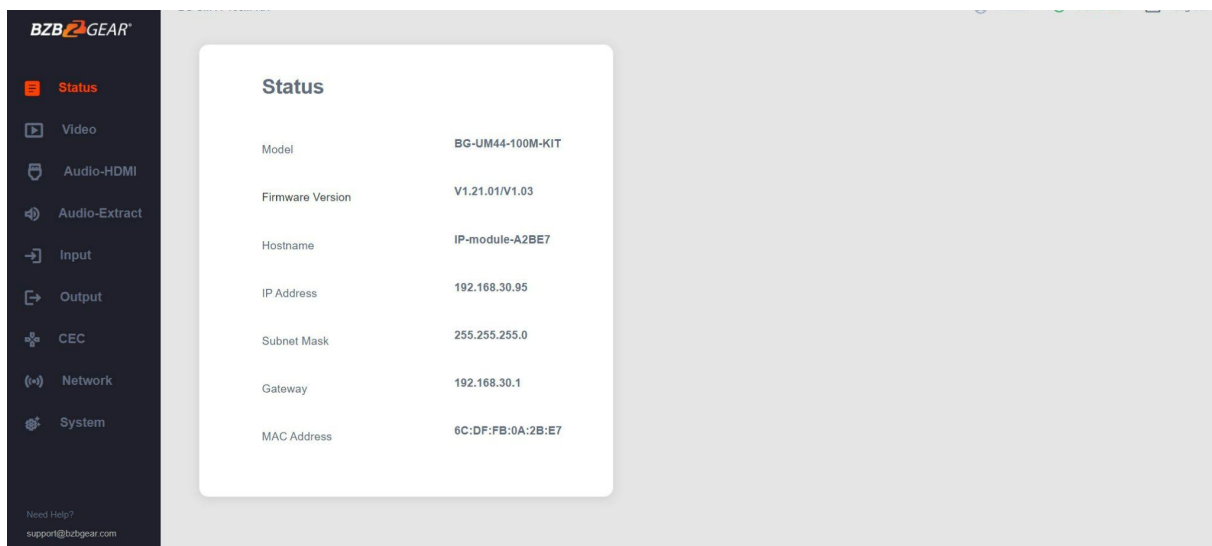 BZBGEAR®
Status
Video
Audio-HDMI
Audio-Extract
Input
Output
CEC
Network
System
Need Help?
support@bzbgear.com
Status
Model BG-UM44-100M-KIT
Firmware Version V1.21.01/V1.03
Hostname IP-module-A2BE7
IP Address 192.168.30.95
Subnet Mask 255.255.255.0
Gateway 192.168.30.1
MAC Address 6C:DF:FB:0A:2B:E7